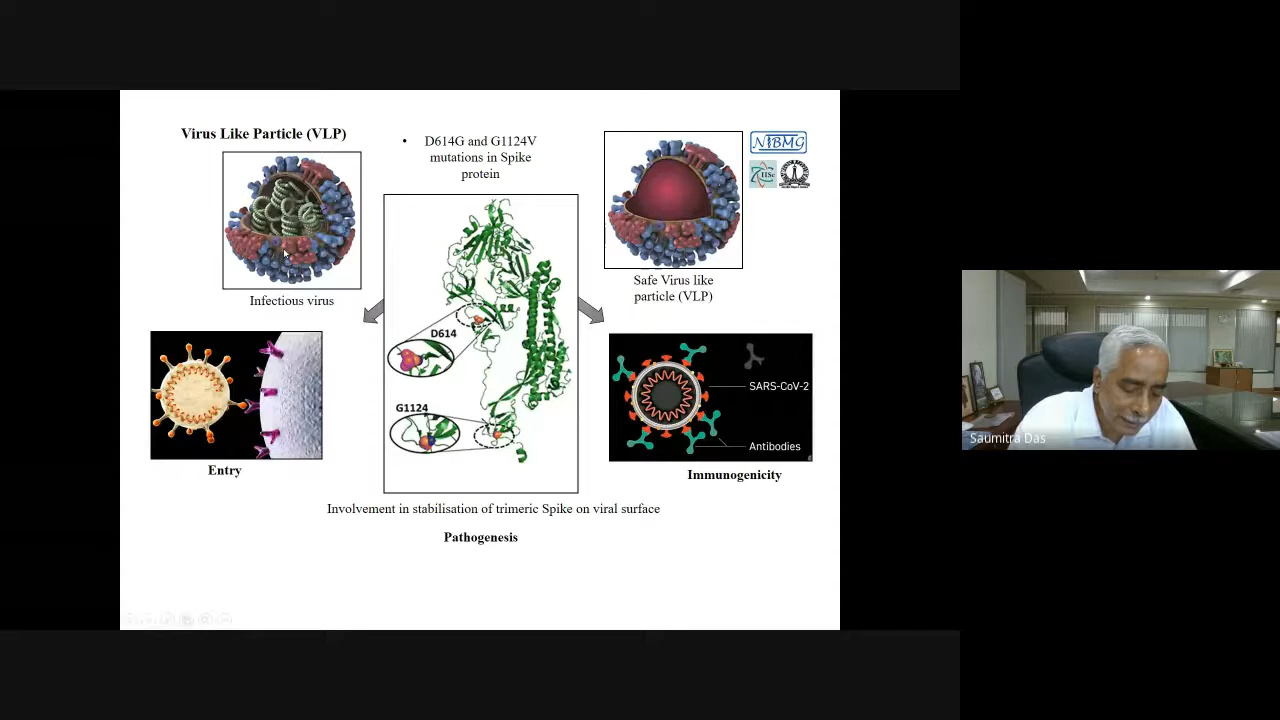 Virus Like Particle (VLP)
• D614G and G1124V
mutations in Spike
protein
NIBMG
IISc
Infectious virus
Safe Virus like
particle (VLP)
D614
G1124
SARS-CoV-2
Antibodies
Entry
Immunogenicity
Involvement in stabilisation of trimeric Spike on viral surface
Pathogenesis
Saumitra Das